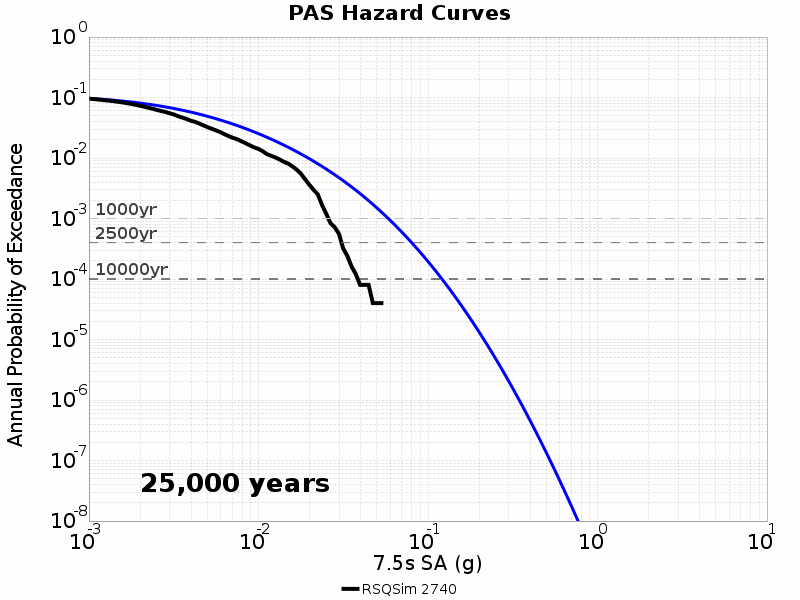 PAS Hazard Curves
Annual Probability of Exceedance
10^0
10^-1
10^-2
10^-3
10^-4
10^-5
10^-6
10^-7
10^-8
1000yr
2500yr
10000yr
25,000 years
10^-3
10^-2
10^-1
10^0
10^1
7.5s SA (g)
RSQSim 2740